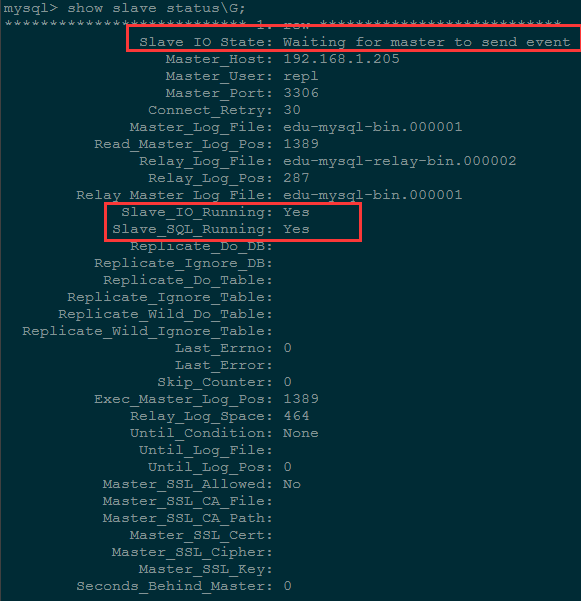 mysql> show slave status\G;
*************************** 1. row ***************************
Slave_IO_State: Waiting for master to send event
Master_Host: 192.168.1.205
Master_User: repl
Master_Port: 3306
Connect_Retry: 30
Master_Log_File: edu-mysql-bin.000001
Read_Master_Log_Pos: 1389
Relay_Log_File: edu-mysql-relay-bin.000002
Relay_Log_Pos: 287
Relay_Master_Log_File: edu-mysql-bin.000001
Slave_IO_Running: Yes
Slave_SQL_Running: Yes
Replicate_Do_DB:
Replicate_Ignore_DB:
Replicate_Do_Table:
Replicate_Ignore_Table:
Replicate_Wild_Do_Table:
Replicate_Wild_Ignore_Table:
Last_Errno: 0
Last_Error:
Skip_Counter: 0
Exec_Master_Log_Pos: 1389
Relay_Log_Space: 464
Until_Condition: None
Until_Log_File:
Until_Log_Pos: 0
Master_SSL_Allowed: No
Master_SSL_CA_File:
Master_SSL_CA_Path:
Master_SSL_Cert:
Master_SSL_Cipher:
Master_SSL_Key:
Seconds_Behind_Master: 0